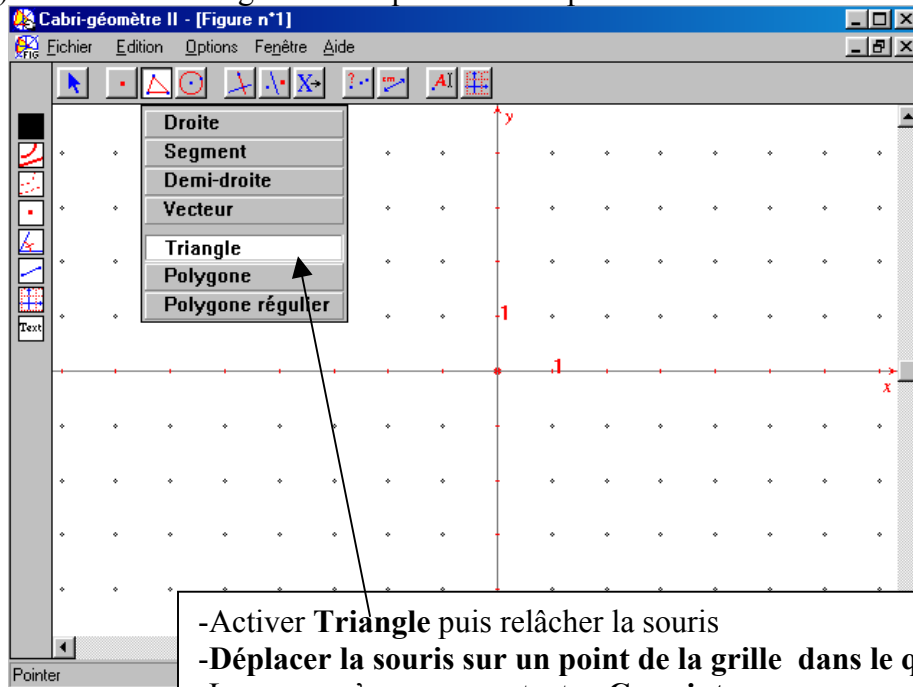 Cabri-géomètre II - [Figure n°1]
Fichier Edition Options Fenêtre Aide
cm
A
y
Droite
Segment
Demi-droite
Vecteur
Triangle
Polygone
Polygone régulier
Text
1
1
x
-Activer Triangle puis relâcher la souris
-Déplacer la souris sur un point de la grille dans le q
Pointer